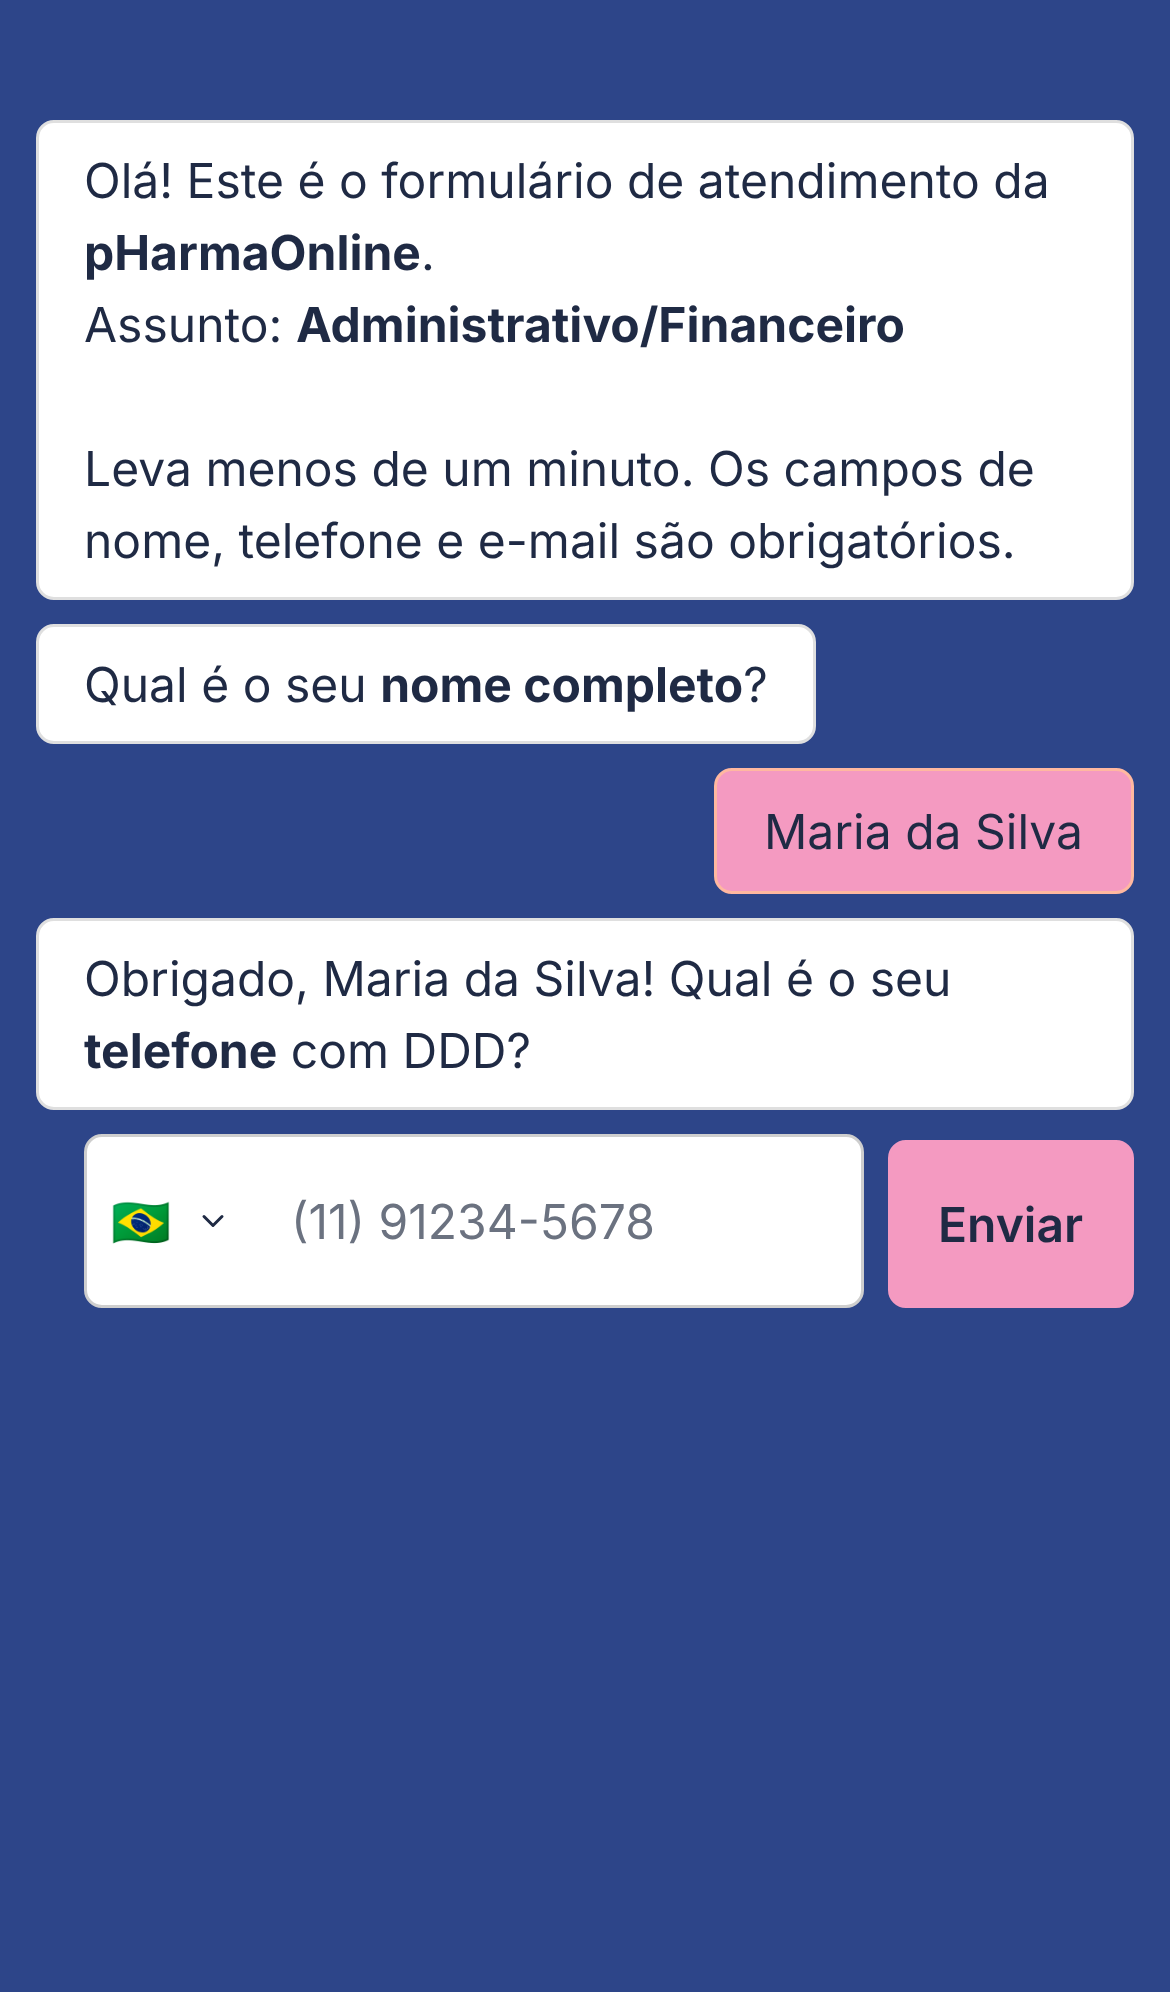 Olá! Este é o formulário de atendimento da
pHarmaOnline.
Assunto: Administrativo/Financeiro
Leva menos de um minuto. Os campos de
nome, telefone e e-mail são obrigatórios.
Qual é o seu nome completo?
Maria da Silva
Obrigado, Maria da Silva! Qual é o seu
telefone com DDD?
(11) 91234-5678
Enviar